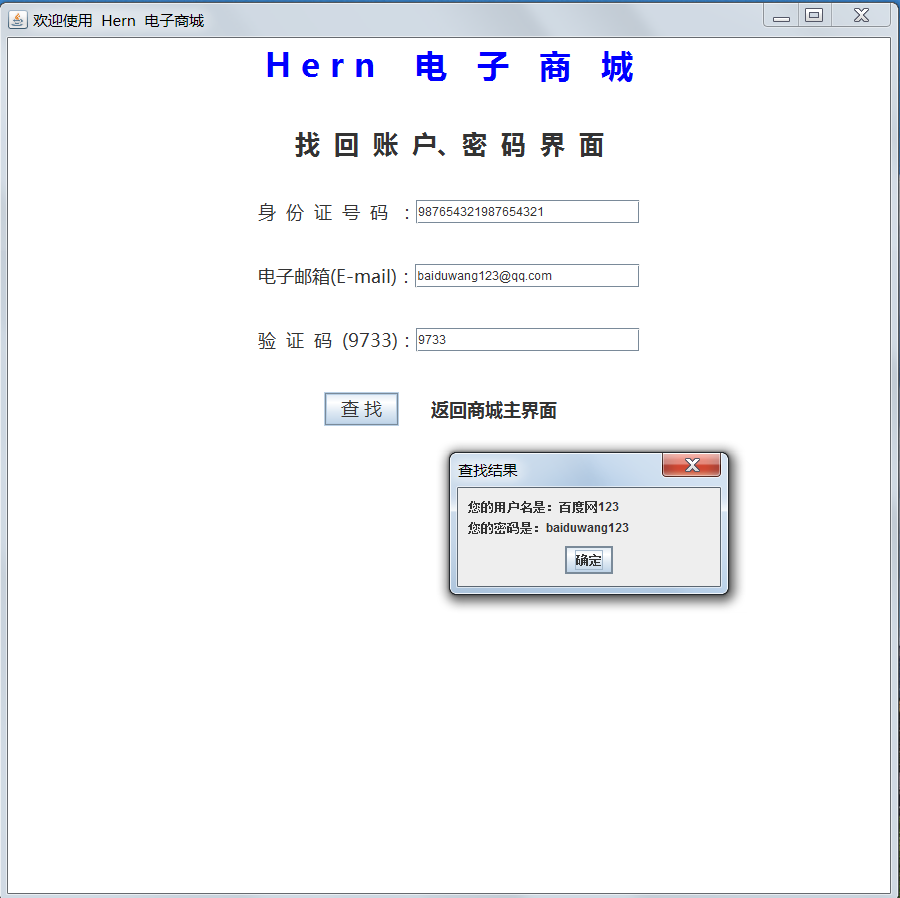 欢迎使用 Hern 电子商城
Hern 电子商城
找回账户、密码界面
身份证号码 : 987654321987654321
电子邮箱(E-mail) : baiduwang123@qq.com
验证码 (9733) : 9733
查找 返回商城主界面
查找结果
您的用户名是：百度网123
您的密码是：baiduwang123
确定